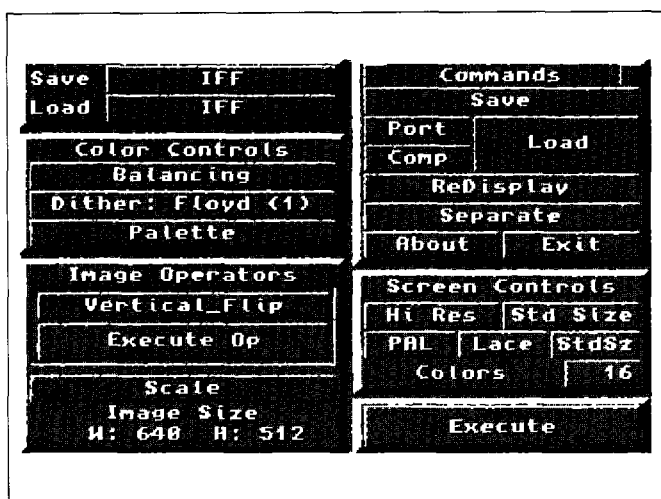 Save IFF
Load IFF
Color Controls
Balancing
Dither: Floyd (1)
Palette
Image Operators
Vertical_Flip
Execute Op
Scale
Image Size
W: 640 H: 512
Commands
Save
Port
Comp
Load
ReDisplay
Separate
About Exit
Screen Controls
Hi Res Std Size
PAL Lace StdSz
Colors 16
Execute